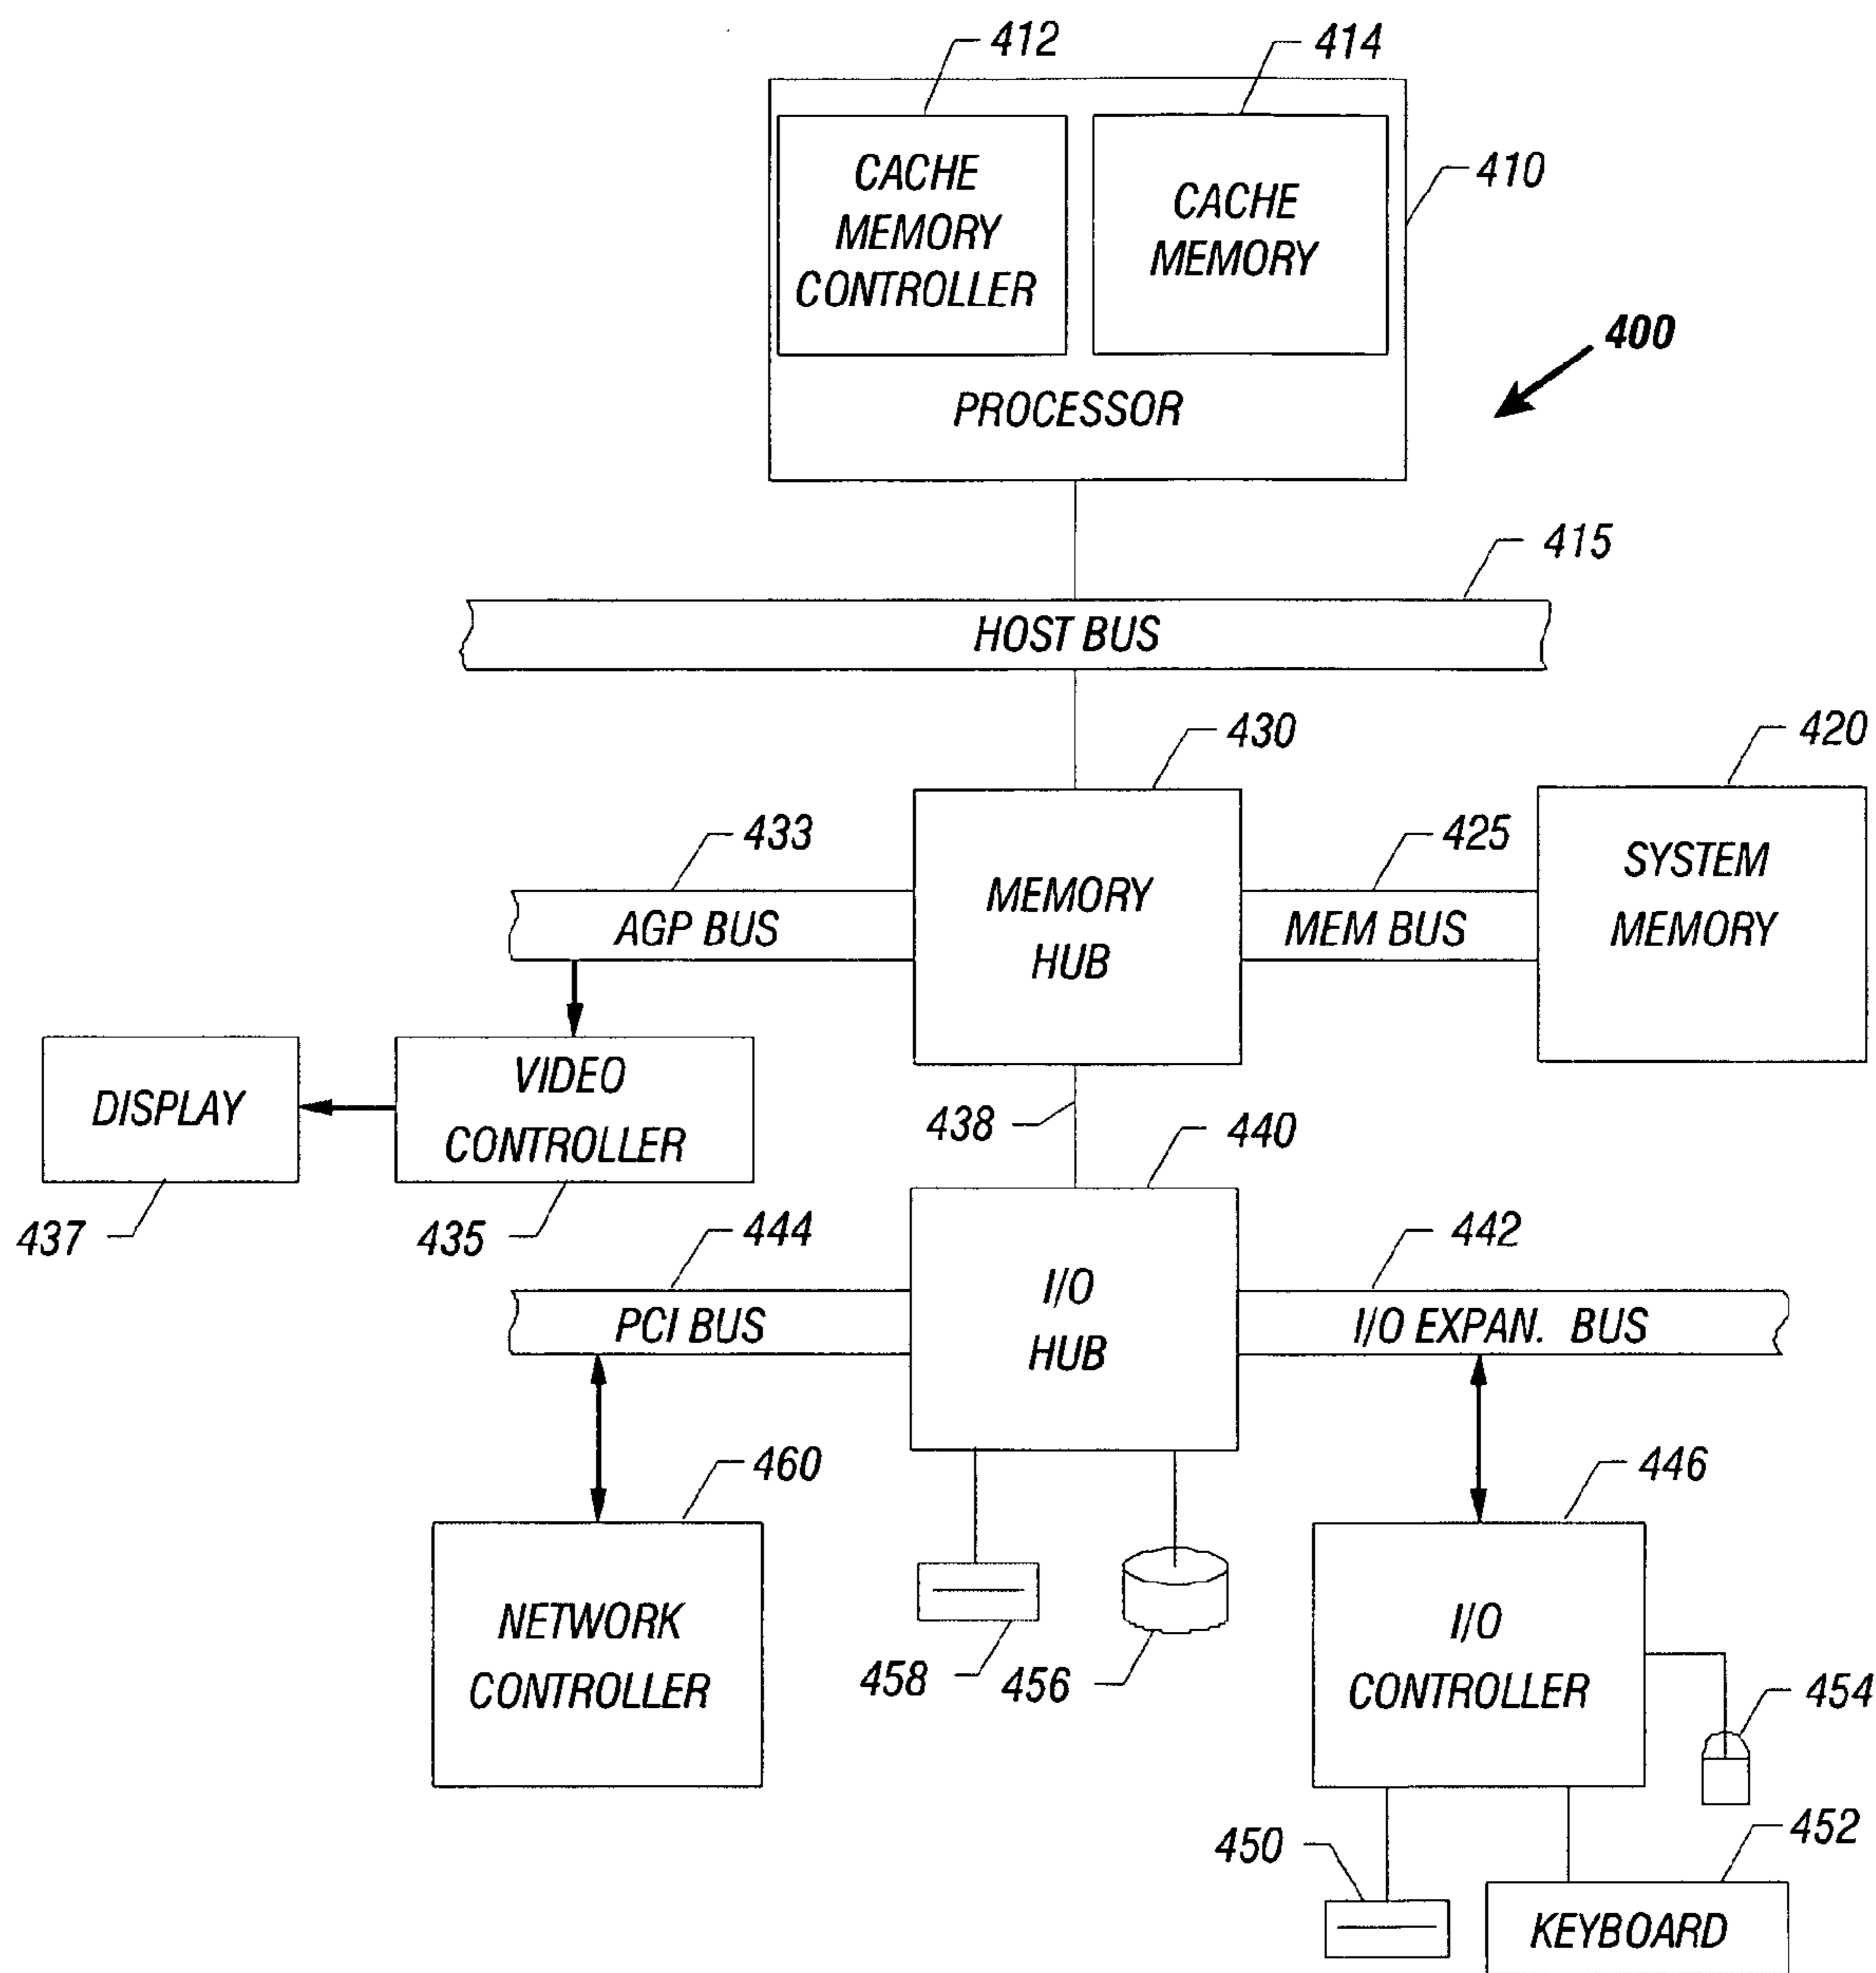 412
414
CACHE
MEMORY
CONTROLLER
CACHE
MEMORY
410
400
PROCESSOR
415
HOST BUS
430
420
433
425
SYSTEM
MEMORY
MEMORY
HUB
AGP BUS
MEM BUS
DISPLAY
VIDEO
CONTROLLER
438
440
437
435
444
442
I/O
HUB
PCI BUS
I/O EXPAN. BUS
460
446
NETWORK
CONTROLLER
458
456
I/O
CONTROLLER
454
450
452
KEYBOARD